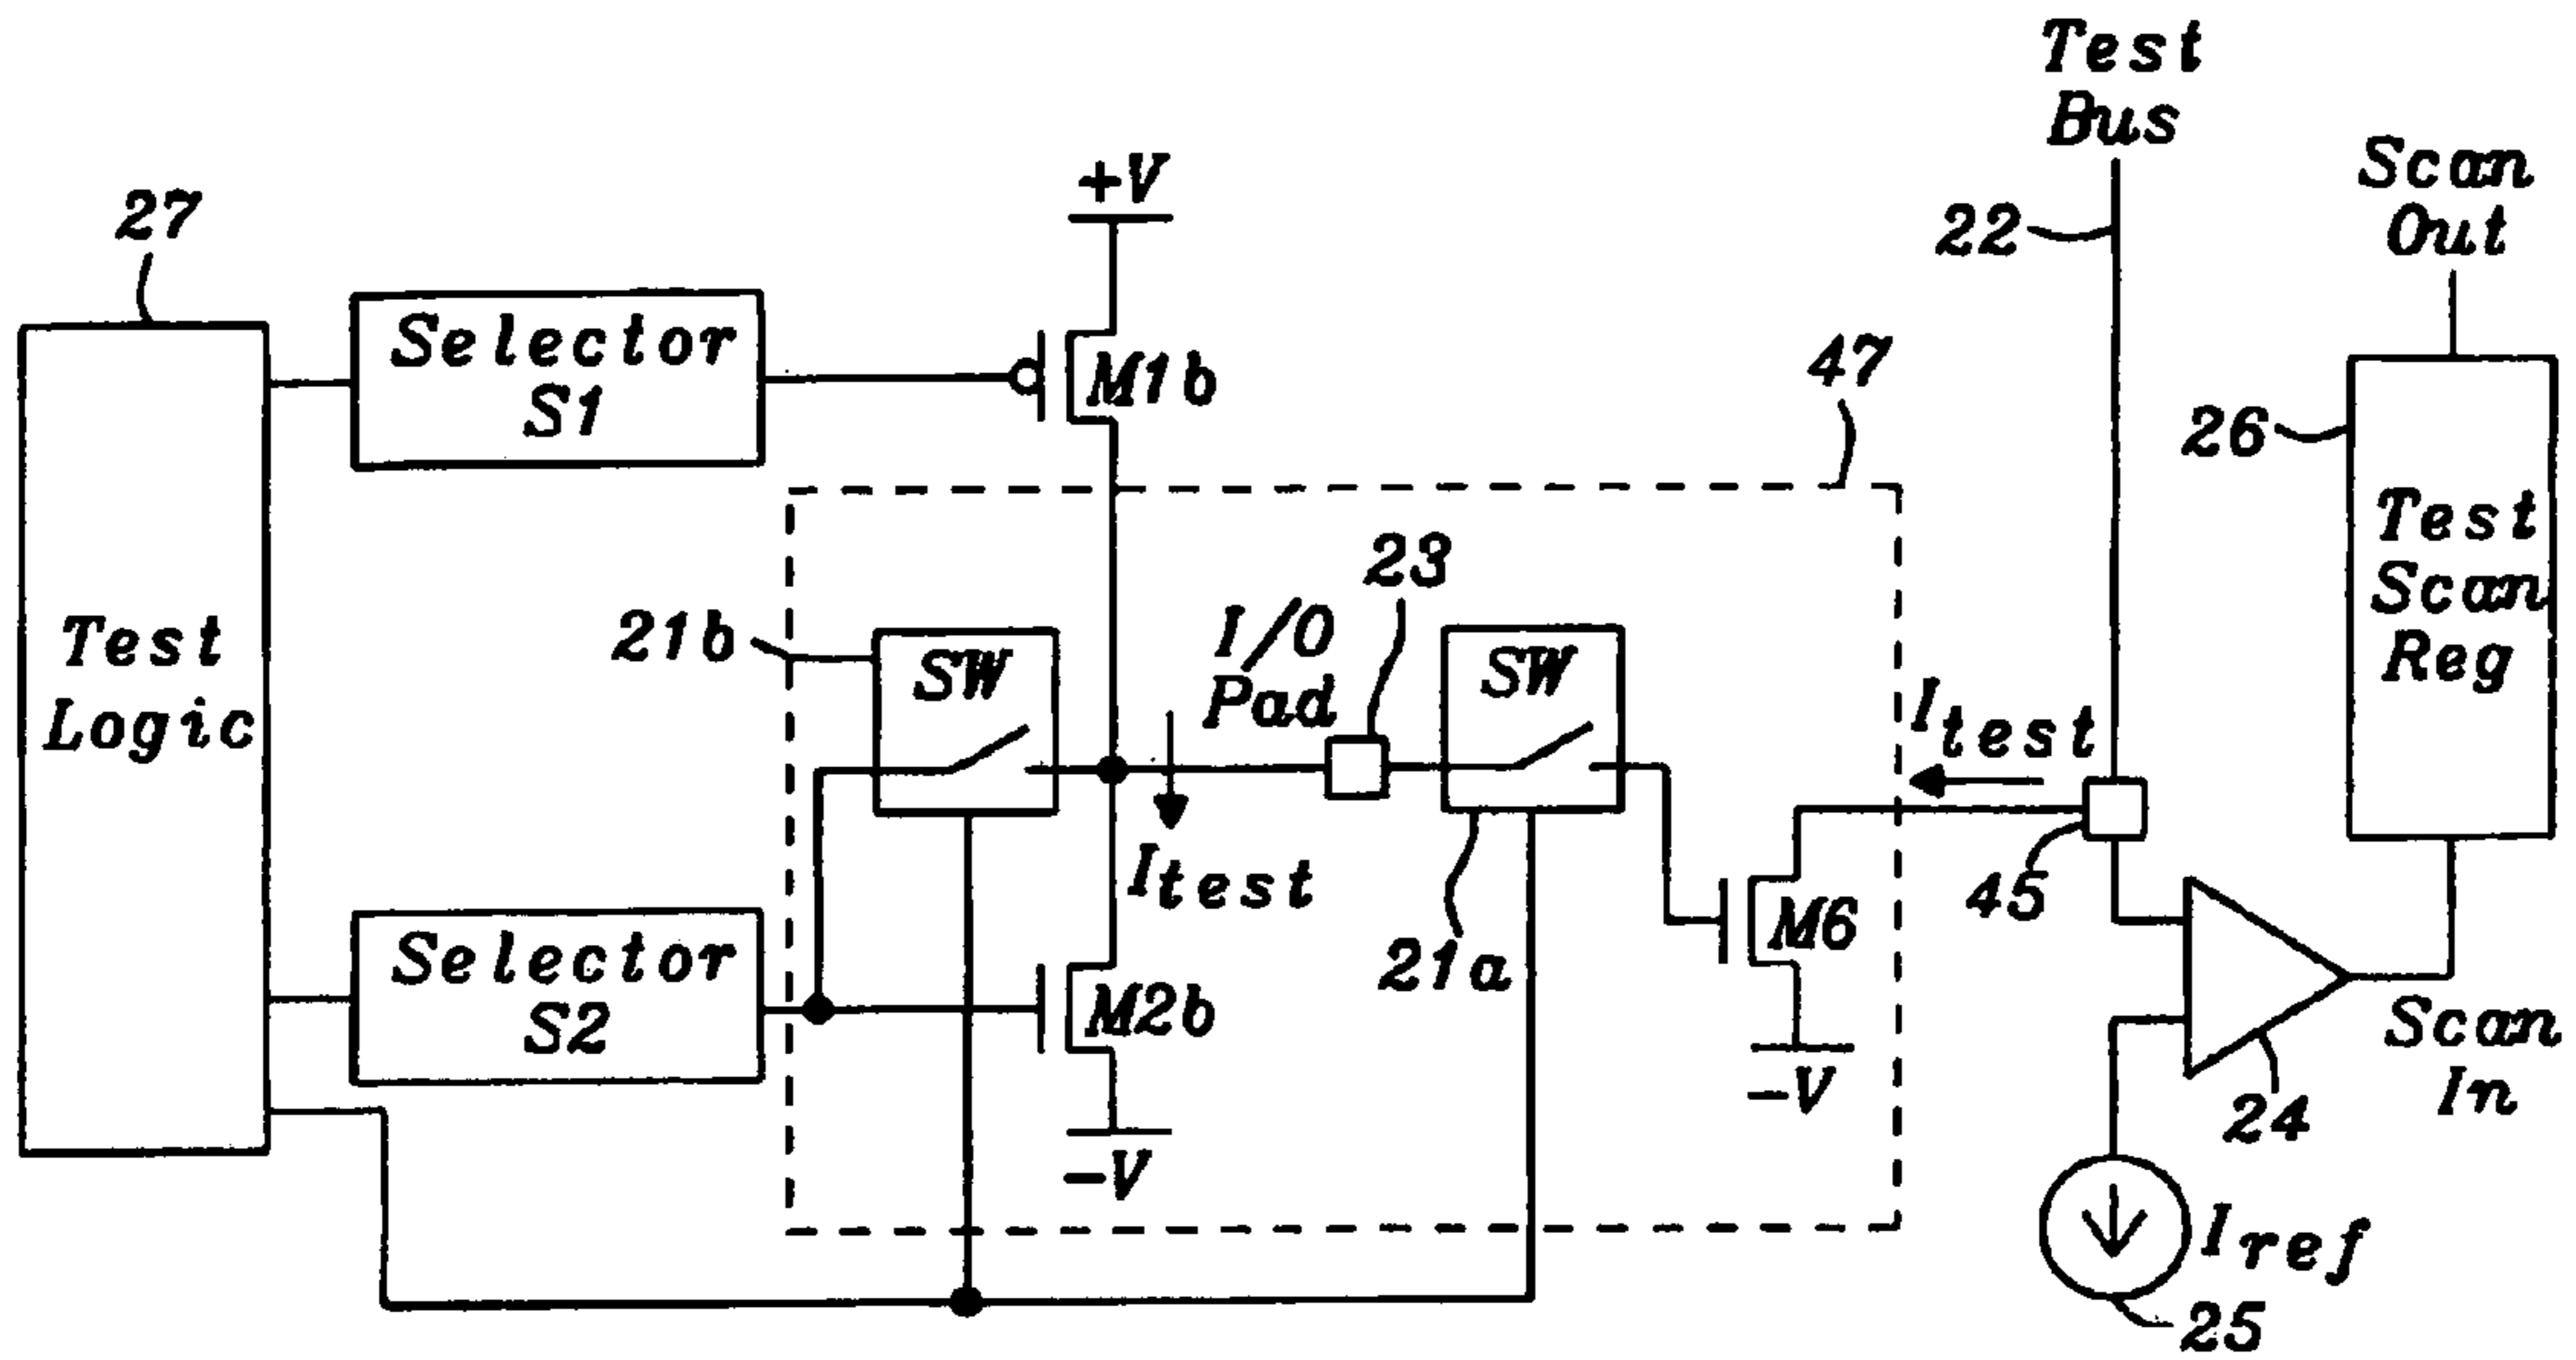 Test
Bus
Scan
Out
+V
27
22
Selector
S1
M1b
47
26
Test
Scan
Reg
23
21b
SW
I/O
Pad
SW
Test
Logic
Itest
Itest
45
Selector
S2
M2b
21a
M6
-V
-V
Scan
In
24
Iref
25